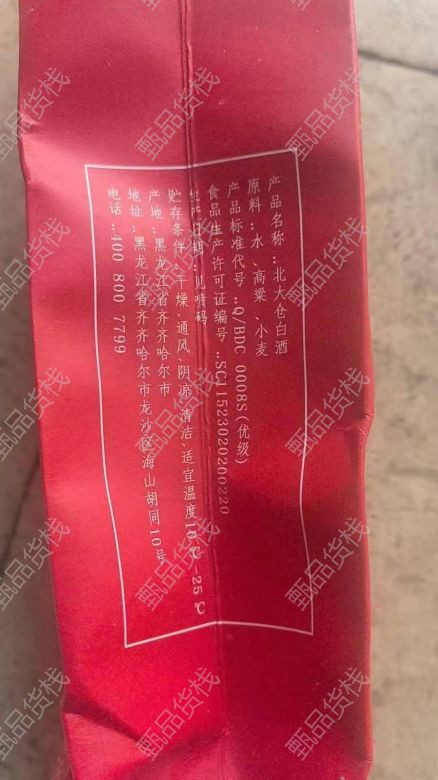 产品名称：北大仓白酒
原料：水、高粱、小麦
产品标准代号：Q/BDC 0008S（优级）
食品生产许可证编号：SC11523020200220
生产日期：见喷码
贮存条件：干燥、通风、阴凉、清洁、适宜温度10℃-25℃
产地：黑龙江省齐齐哈尔市
地址：黑龙江省齐齐哈尔市龙沙区海山胡同10号
电话：400 800 7799
甄品货栈